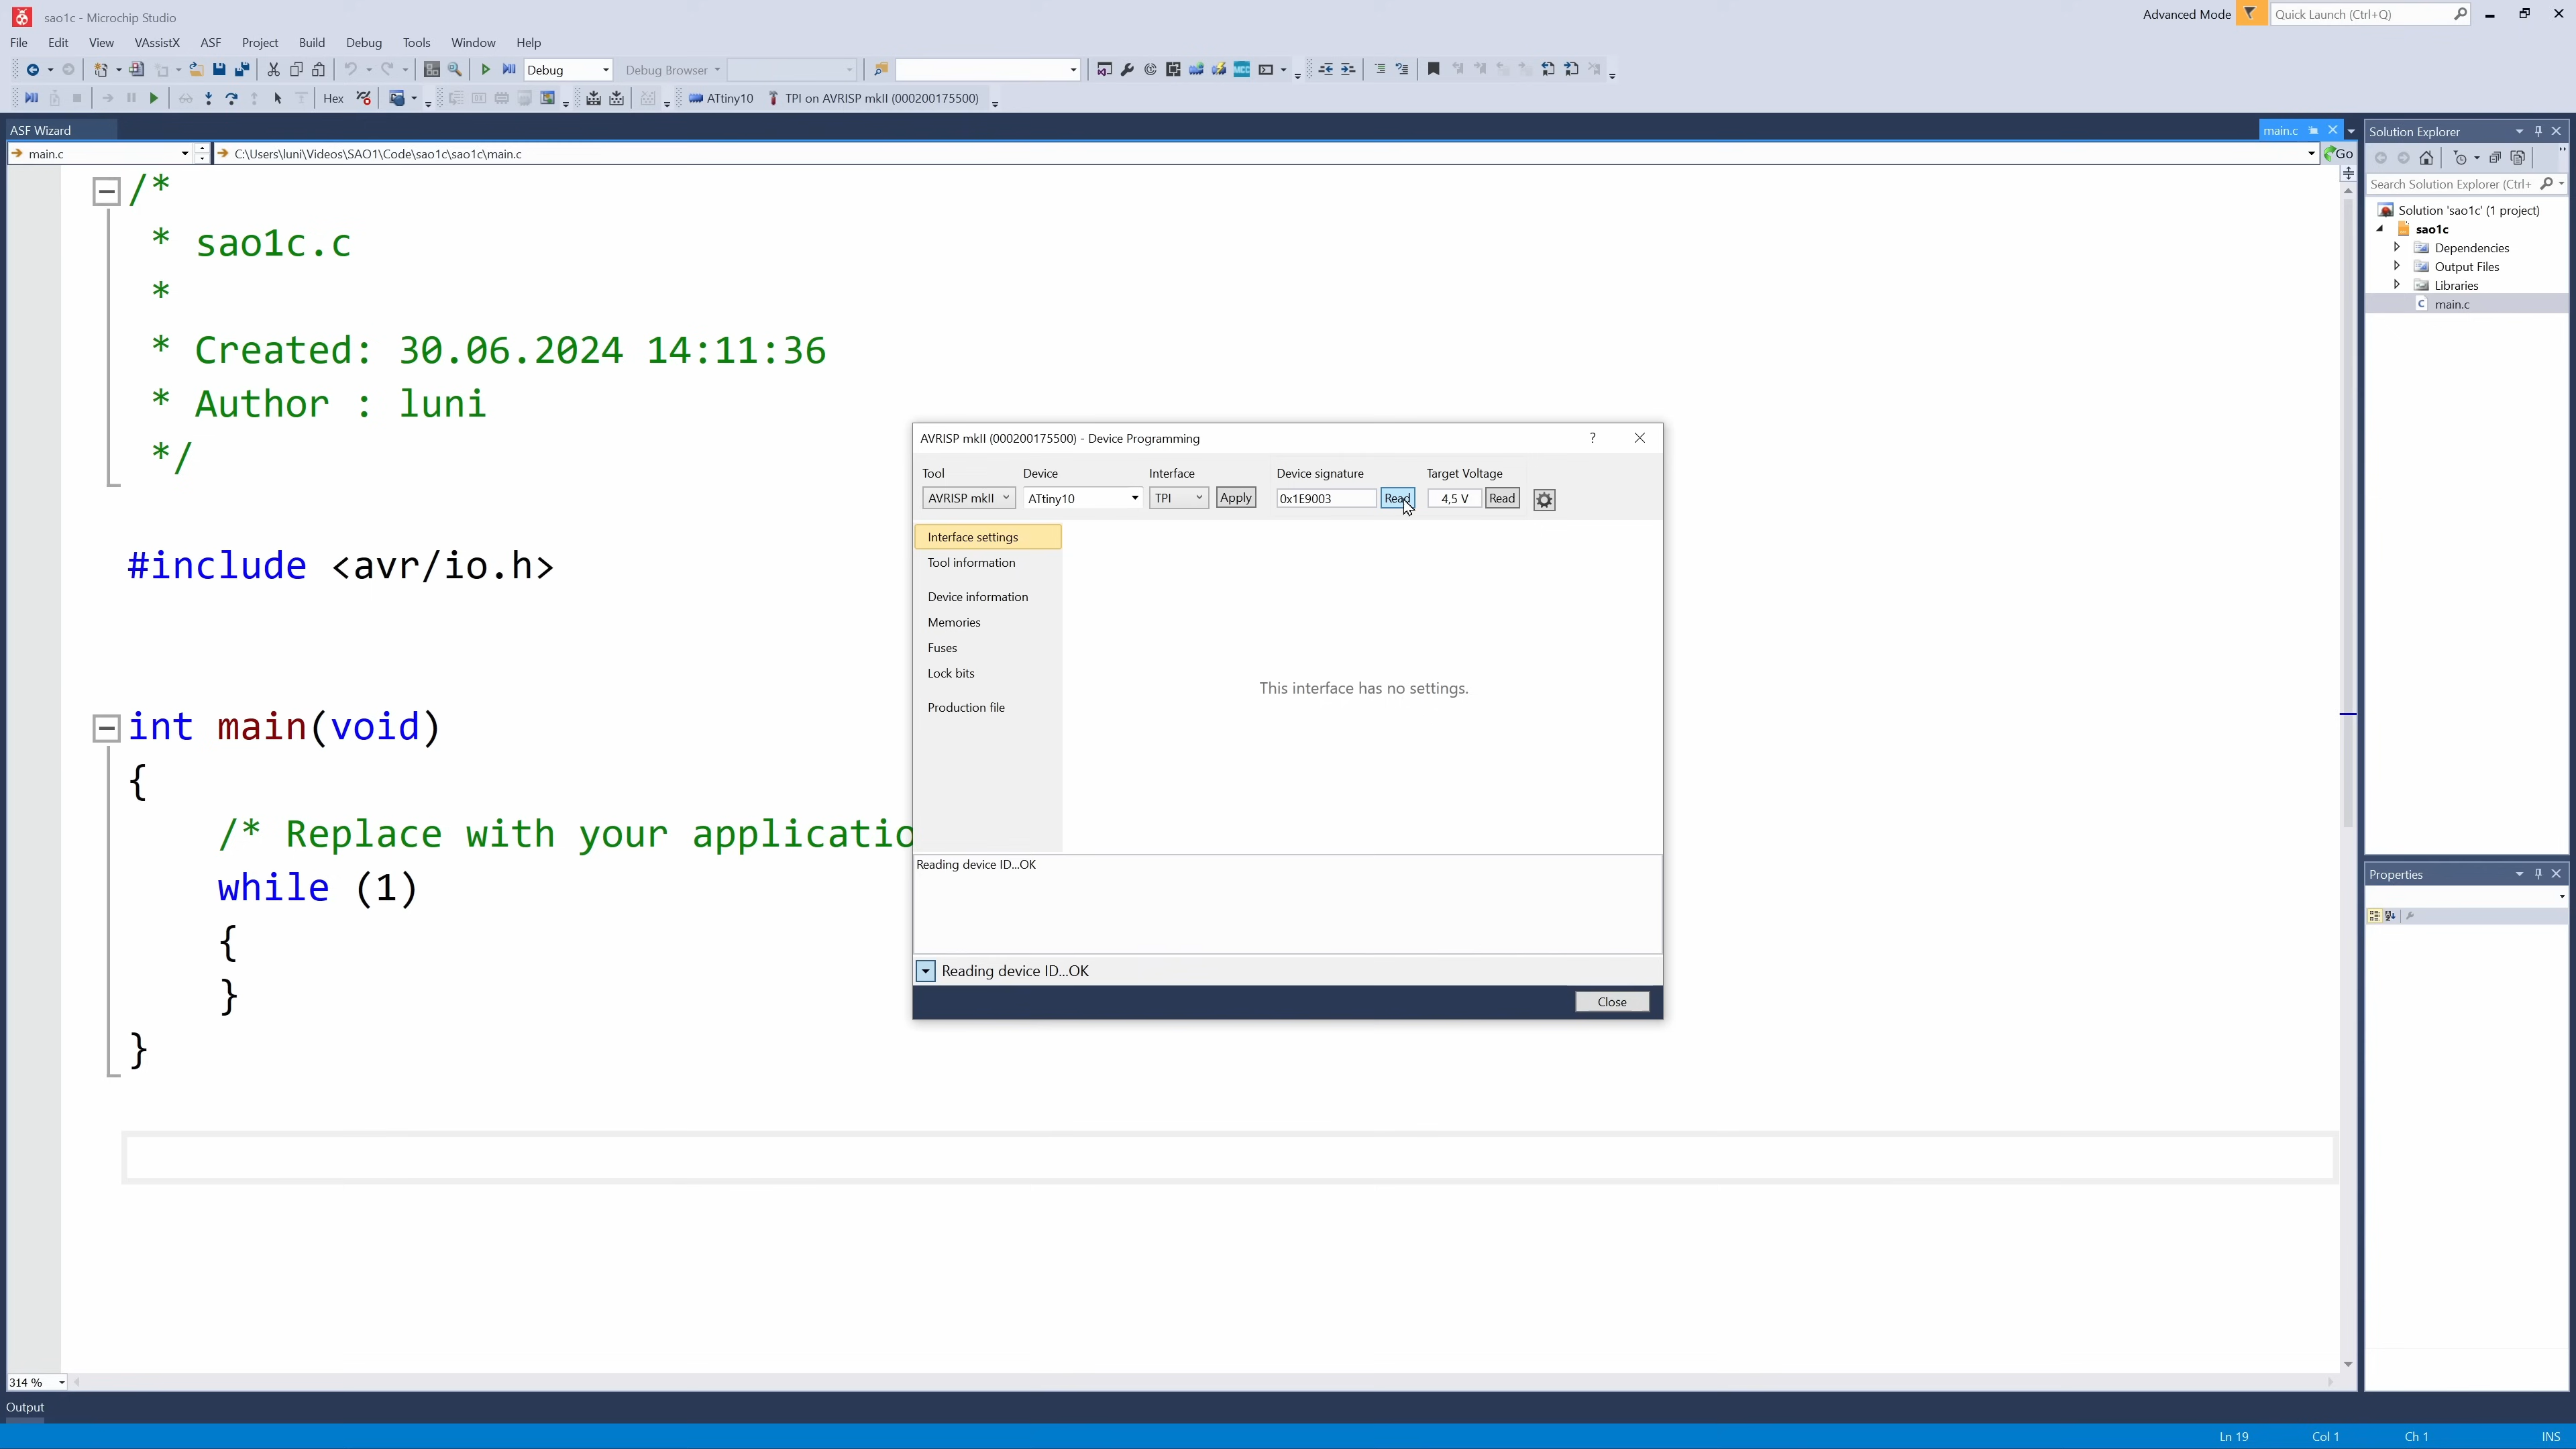 sao1c - Microchip Studio
Advanced Mode
Quick Launch (Ctrl+Q)
File Edit View VAssistX ASF Project Build Debug Tools Window Help
Debug Debug Browser
MCC
Hex ATtiny10 TPI on AVRISP mkII (000200175500)
ASF Wizard
main.c
main.c
C:\Users\luni\Videos\SAO1\Code\sao1c\sao1c\main.c
Go
/*
* sao1c.c
*
* Created: 30.06.2024 14:11:36
* Author : luni
*/
#include <avr/io.h>
int main(void)
{
/* Replace with your applicatio
while (1)
{
}
}
AVRISP mkII (000200175500) - Device Programming
?
Tool Device Interface Device signature Target Voltage
AVRISP mkII ATtiny10 TPI Apply 0x1E9003 Read 4,5 V Read
Interface settings
Tool information
Device information
Memories
Fuses
Lock bits
Production file
This interface has no settings.
Reading device ID...OK
Reading device ID...OK
Close
Solution Explorer
Search Solution Explorer (Ctrl+
Solution 'sao1c' (1 project)
sao1c
Dependencies
Output Files
Libraries
main.c
Properties
314 %
Output
Ln 19 Col 1 Ch 1 INS